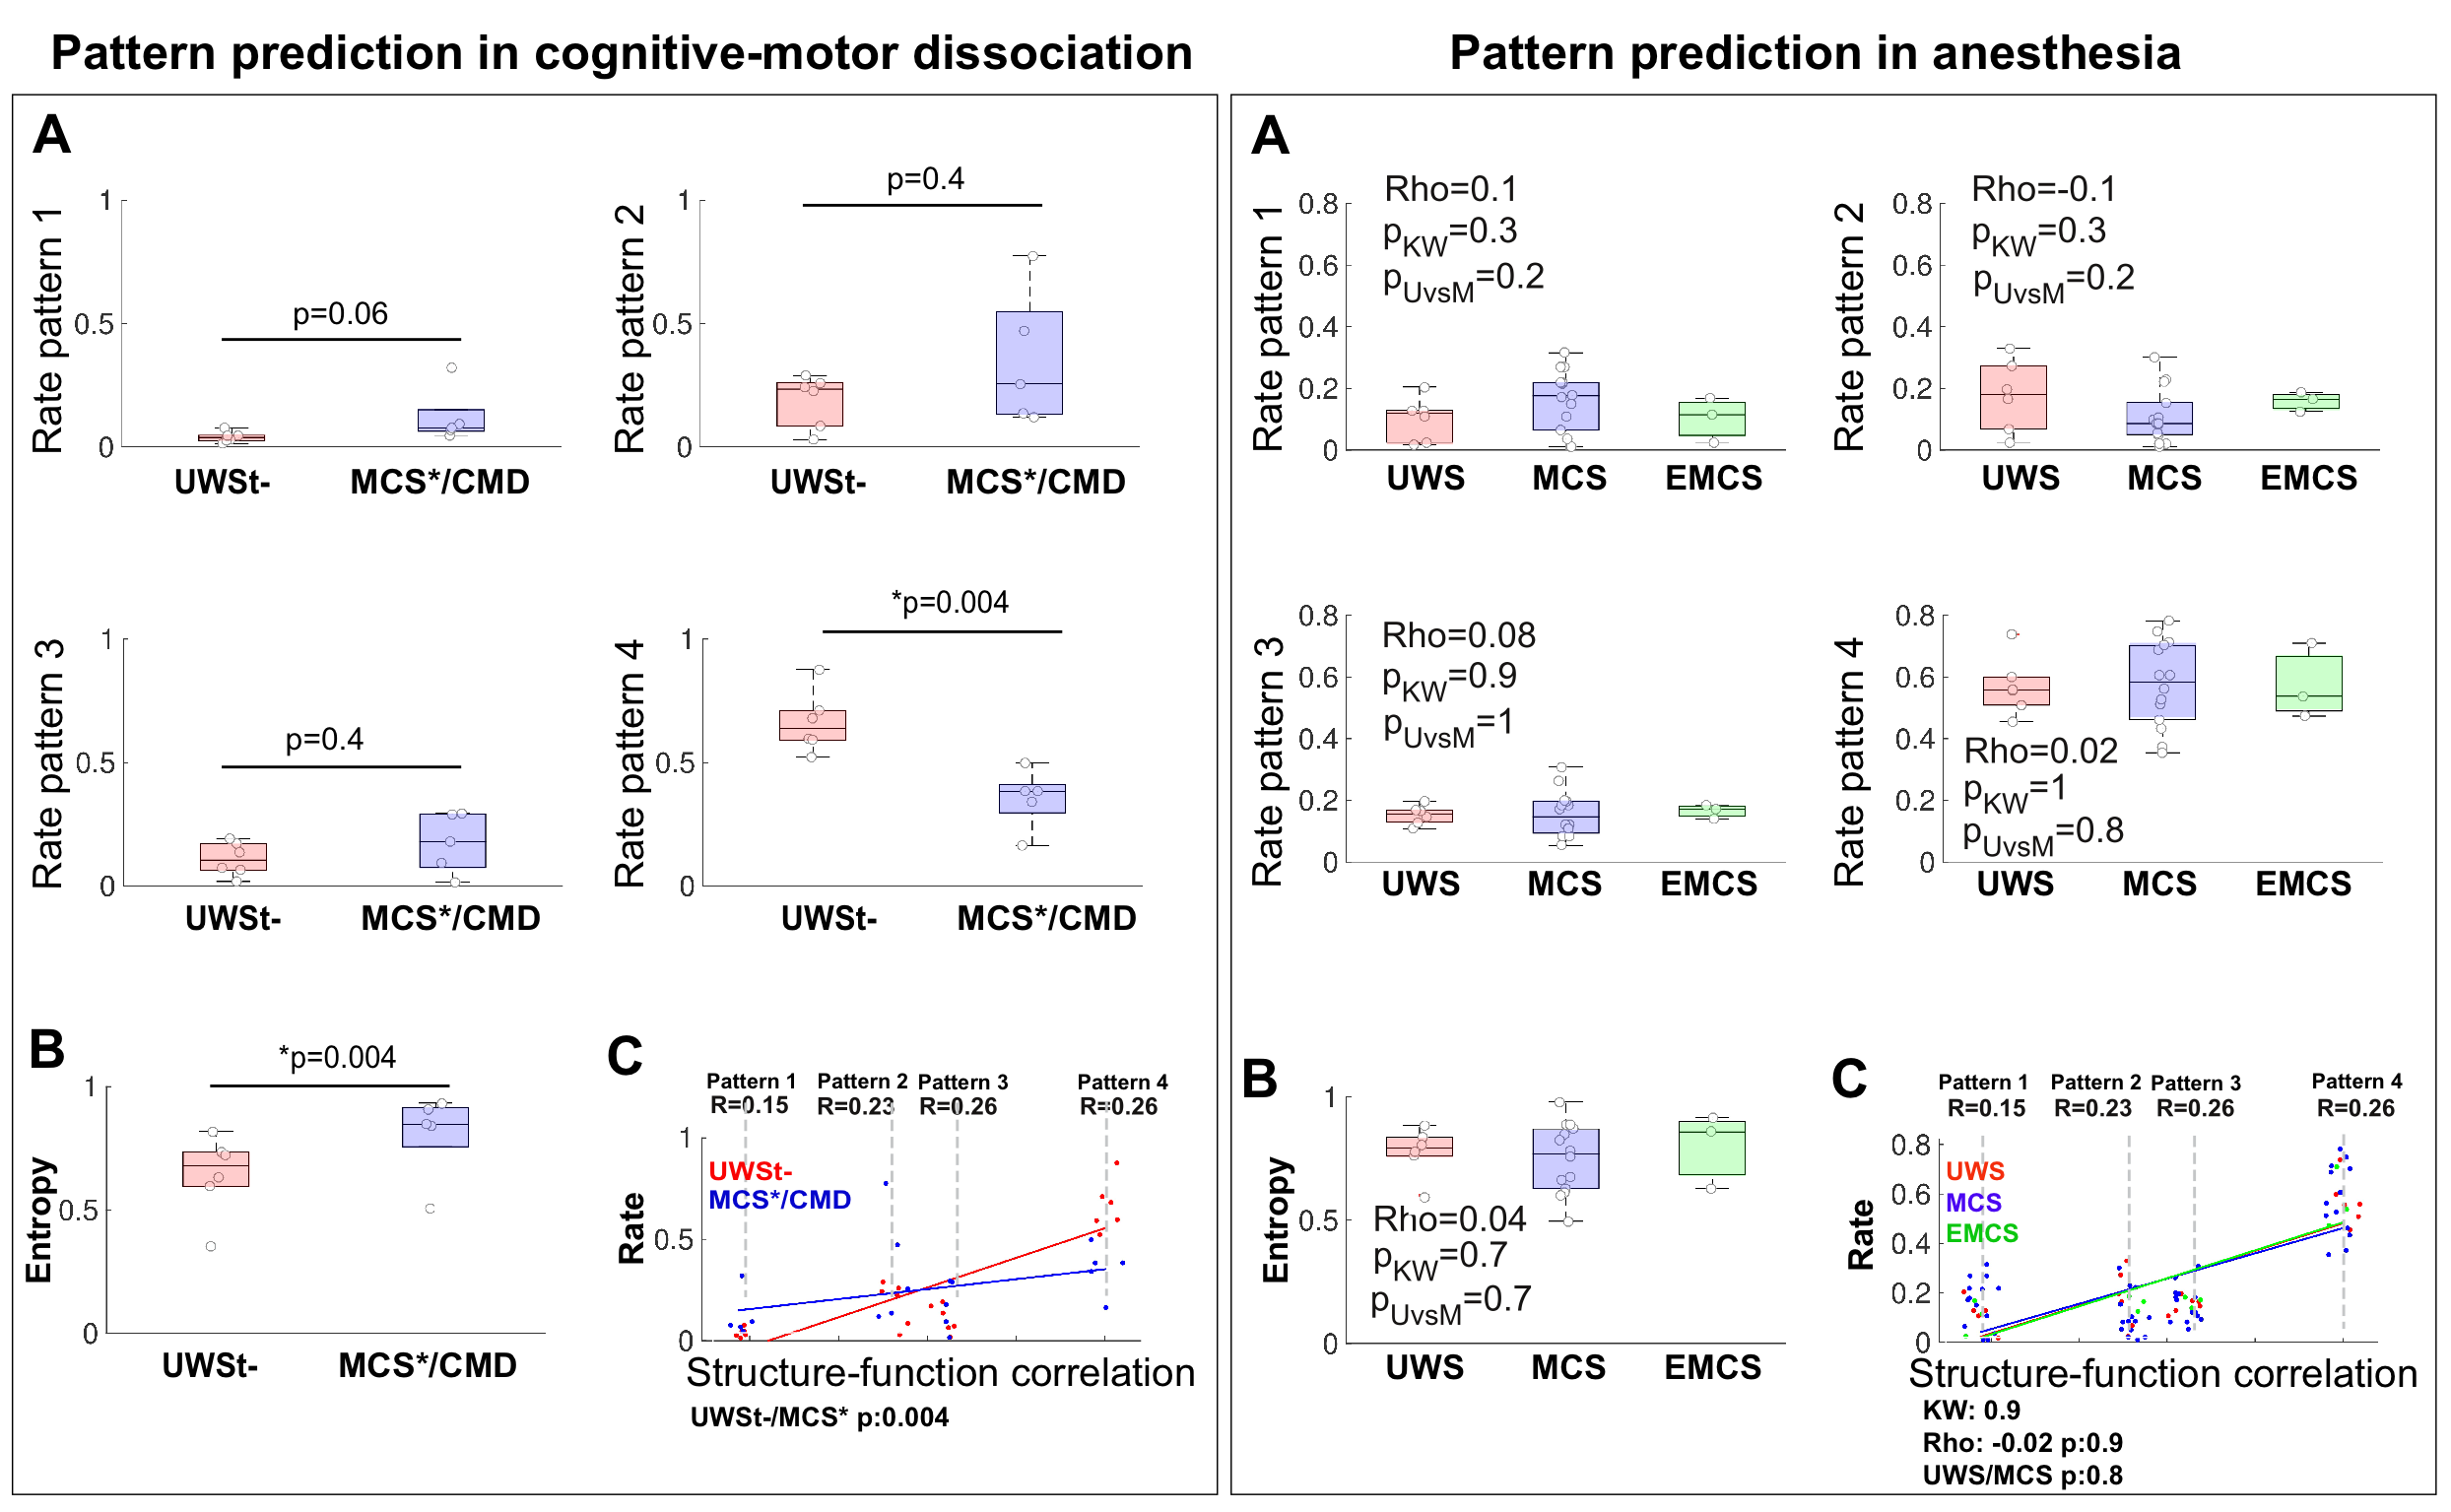 Pattern prediction in cognitive-motor dissociation
A
Rate pattern 1
1
0.5
0
p=0.06
UWSt-
MCS*/CMD
Rate pattern 2
1
0.5
0
p=0.4
UWSt-
MCS*/CMD
Rate pattern 3
1
0.5
0
p=0.4
UWSt-
MCS*/CMD
Rate pattern 4
1
0.5
0
*p=0.004
UWSt-
MCS*/CMD
B
Entropy
1
0.5
0
*p=0.004
UWSt-
MCS*/CMD
C
Pattern 1
R=0.15
Pattern 2
R=0.23
Pattern 3
R=0.26
Pattern 4
R=0.26
Rate
1
0.5
0
UWSt-
MCS*/CMD
Structure-function correlation
UWSt-/MCS* p:0.004
Pattern prediction in anesthesia
A
Rate pattern 1
0.8
0.6
0.4
0.2
0
Rho=0.1
pKW=0.3
pUvsM=0.2
UWS
MCS
EMCS
Rate pattern 2
0.8
0.6
0.4
0.2
0
Rho=-0.1
pKW=0.3
pUvsM=0.2
UWS
MCS
EMCS
Rate pattern 3
0.8
0.6
0.4
0.2
0
Rho=0.08
pKW=0.9
pUvsM=1
UWS
MCS
EMCS
Rate pattern 4
0.8
0.6
0.4
0.2
0
Rho=0.02
pKW=1
pUvsM=0.8
UWS
MCS
EMCS
B
Entropy
1
0.5
0
Rho=0.04
pKW=0.7
pUvsM=0.7
UWS
MCS
EMCS
C
Pattern 1
R=0.15
Pattern 2
R=0.23
Pattern 3
R=0.26
Pattern 4
R=0.26
Rate
0.8
0.6
0.4
0.2
0
UWS
MCS
EMCS
Structure-function correlation
KW: 0.9
Rho: -0.02 p:0.9
UWS/MCS p:0.8